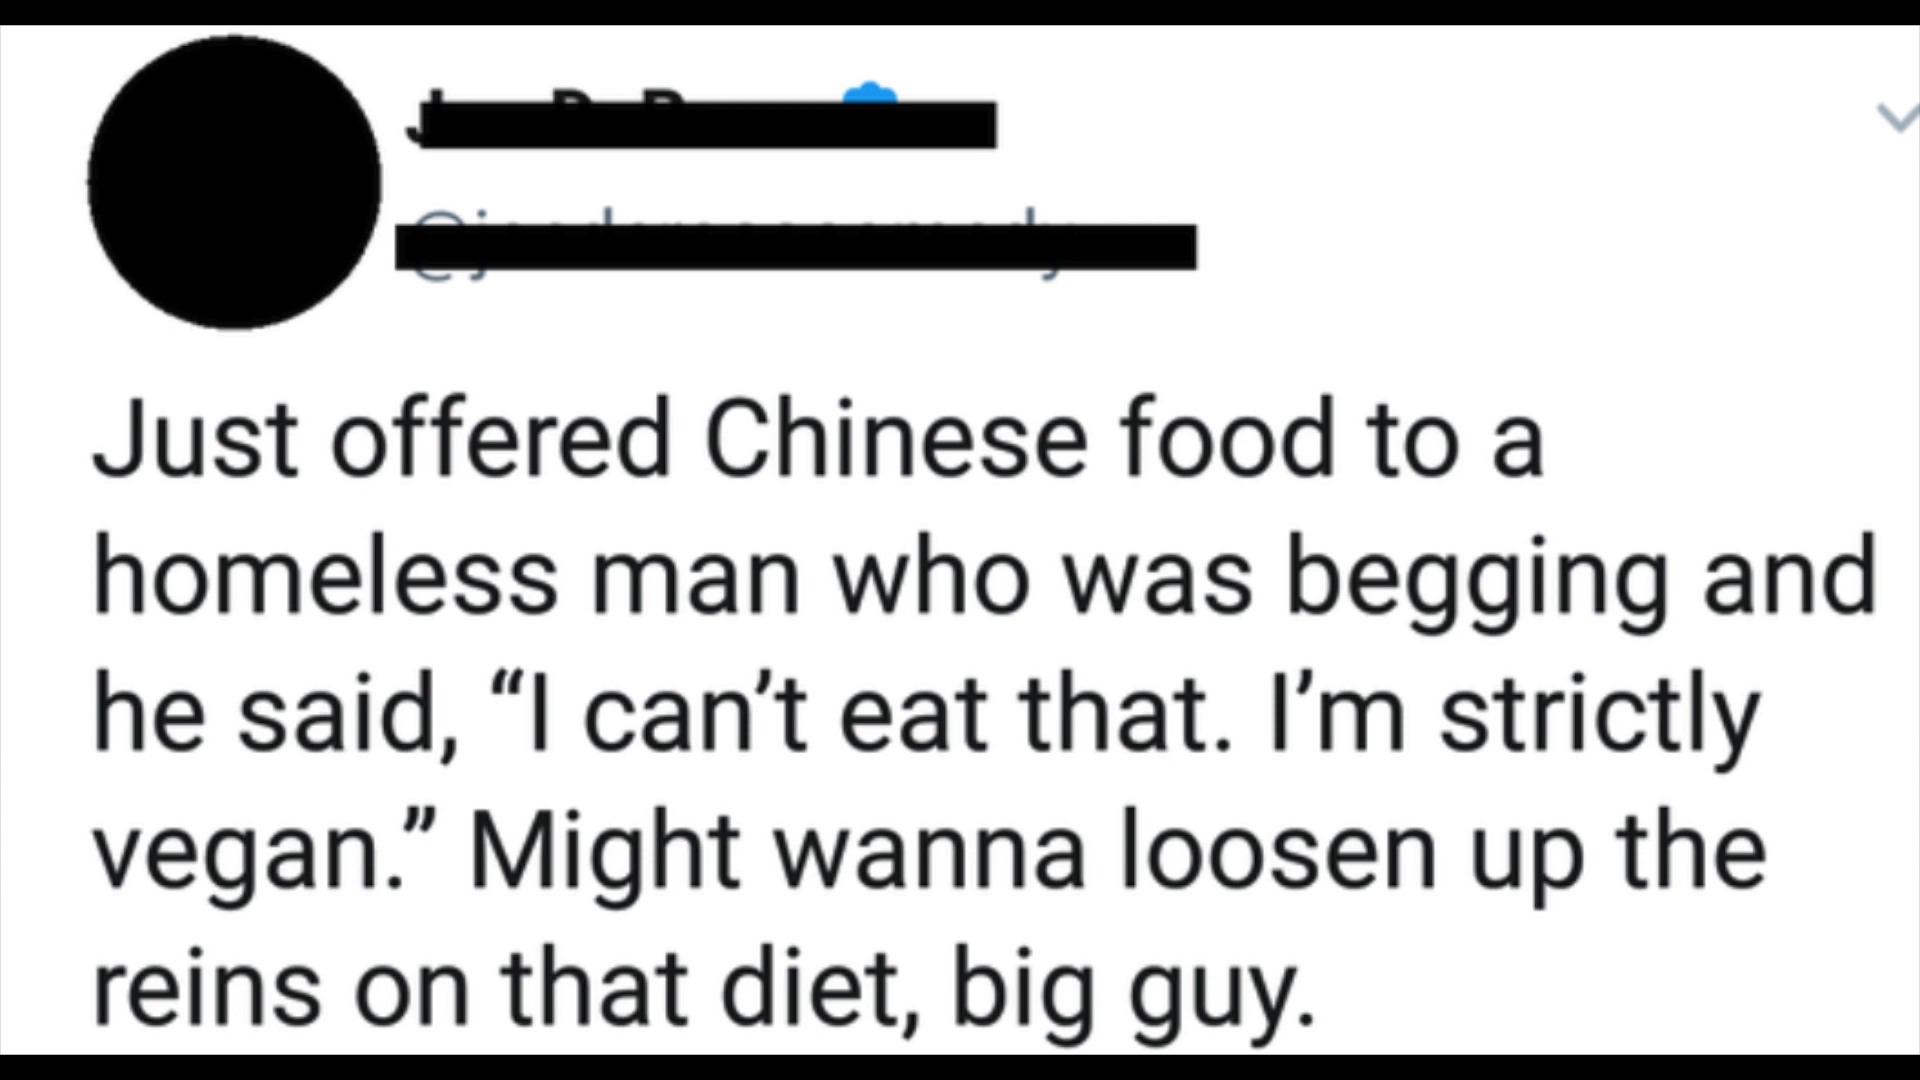 Just offered Chinese food to a
homeless man who was begging and
he said, “I can’t eat that. I’m strictly
vegan.” Might wanna loosen up the
reins on that diet, big guy.